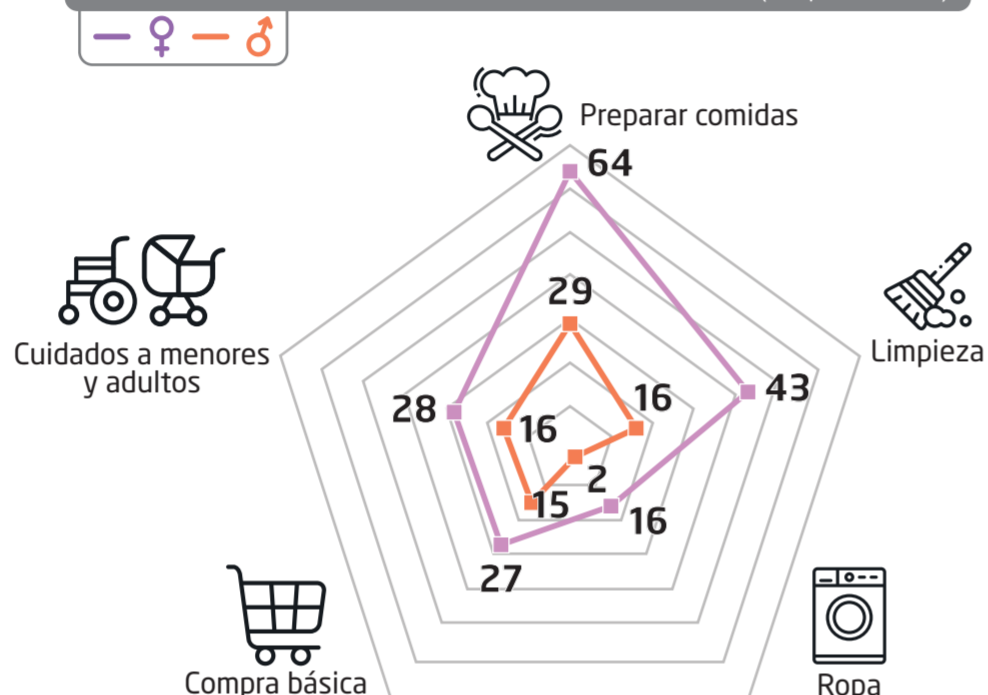 Preparar comidas
64
29
Limpieza
43
16
Cuidados a menores
y adultos
28
16
2
15
16
27
Compra básica
Ropa